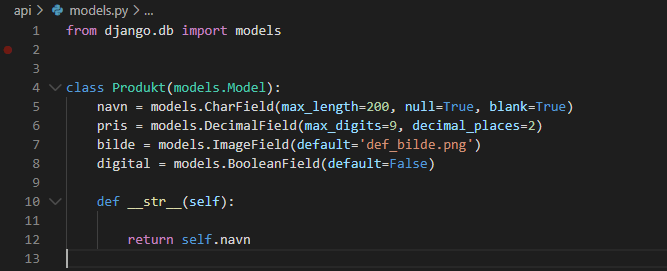 api > models.py > ...
1 from django.db import models
2
3
4 class Produkt(models.Model):
5     navn = models.CharField(max_length=200, null=True, blank=True)
6     pris = models.DecimalField(max_digits=9, decimal_places=2)
7     bilde = models.ImageField(default='def_bilde.png')
8     digital = models.BooleanField(default=False)
9
10     def __str__(self):
11
12         return self.navn
13